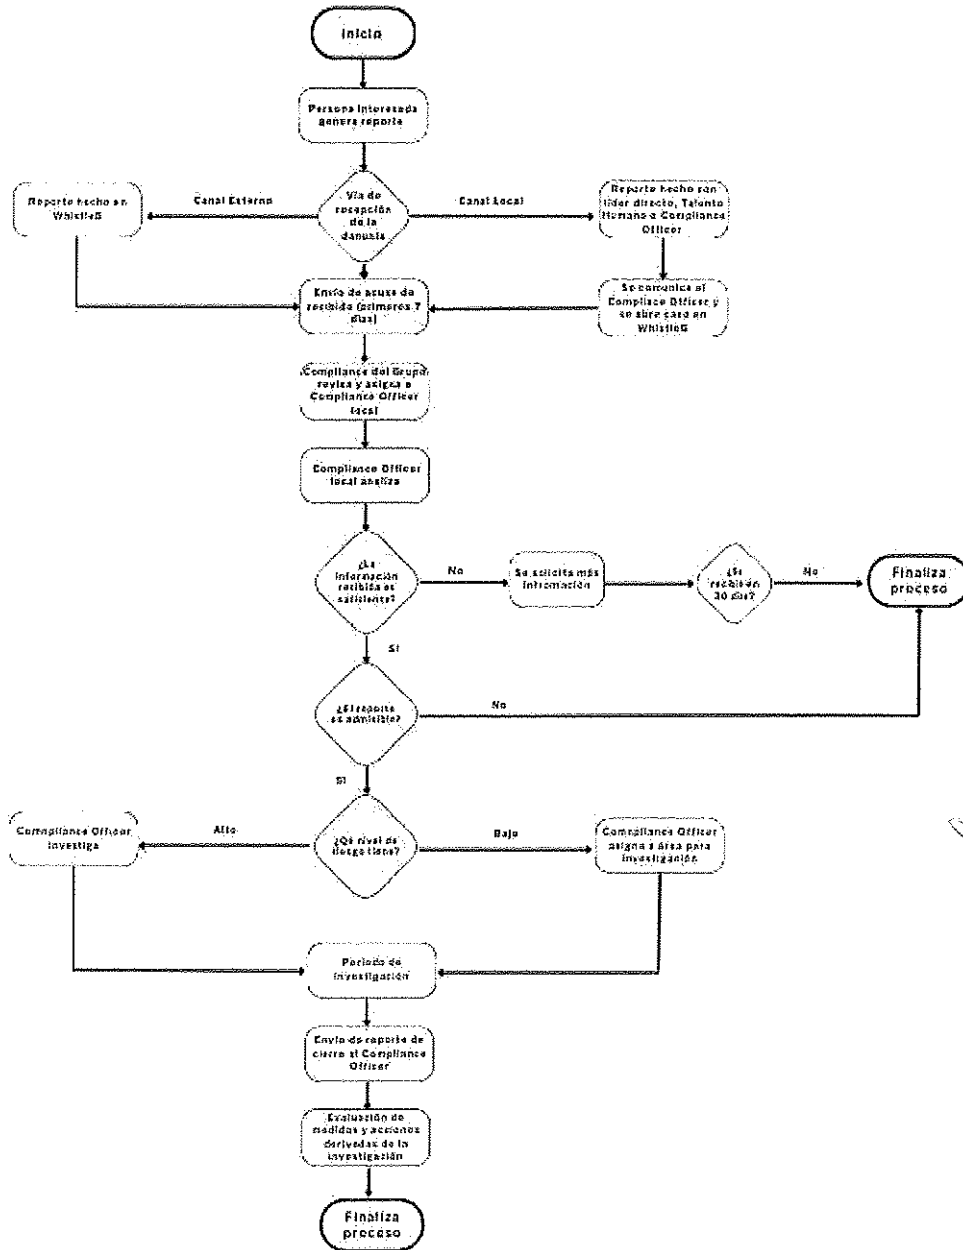 Inicio
Persona Interesada
genera reporte
Canal Externo
Vía de
recepción
de la
denuncia
Canal Local
Reporte hecho en
WhistleB
Reporte hecho con
líder directo, Talento
Humano o Compliance
Officer
Envío de acuse de
recibido (primeros 7
días)
Se comunica al
Compliance Officer y
se abre caso en
WhistleB
Compliance del Grupo
revisa y asigna a
Compliance Officer
local
Compliance Officer
local analiza
¿La
información
recibida es
suficiente?
No
Se solicita más
infromación
¿Se
recibió en
30 días?
No
Finaliza
proceso
SI
¿El reporte
es admisible?
No
SI
Compliance Officer
investiga
Alto
¿Qué nivel de
riesgo tiene?
Bajo
Compliance Officer
asigna a área para
investigación
Periodo de
investigación
Envío de reporte de
cierre al Compliance
Officer
Evaluación de
medidas y acciones
derivadas de la
investigación
Finaliza
proceso